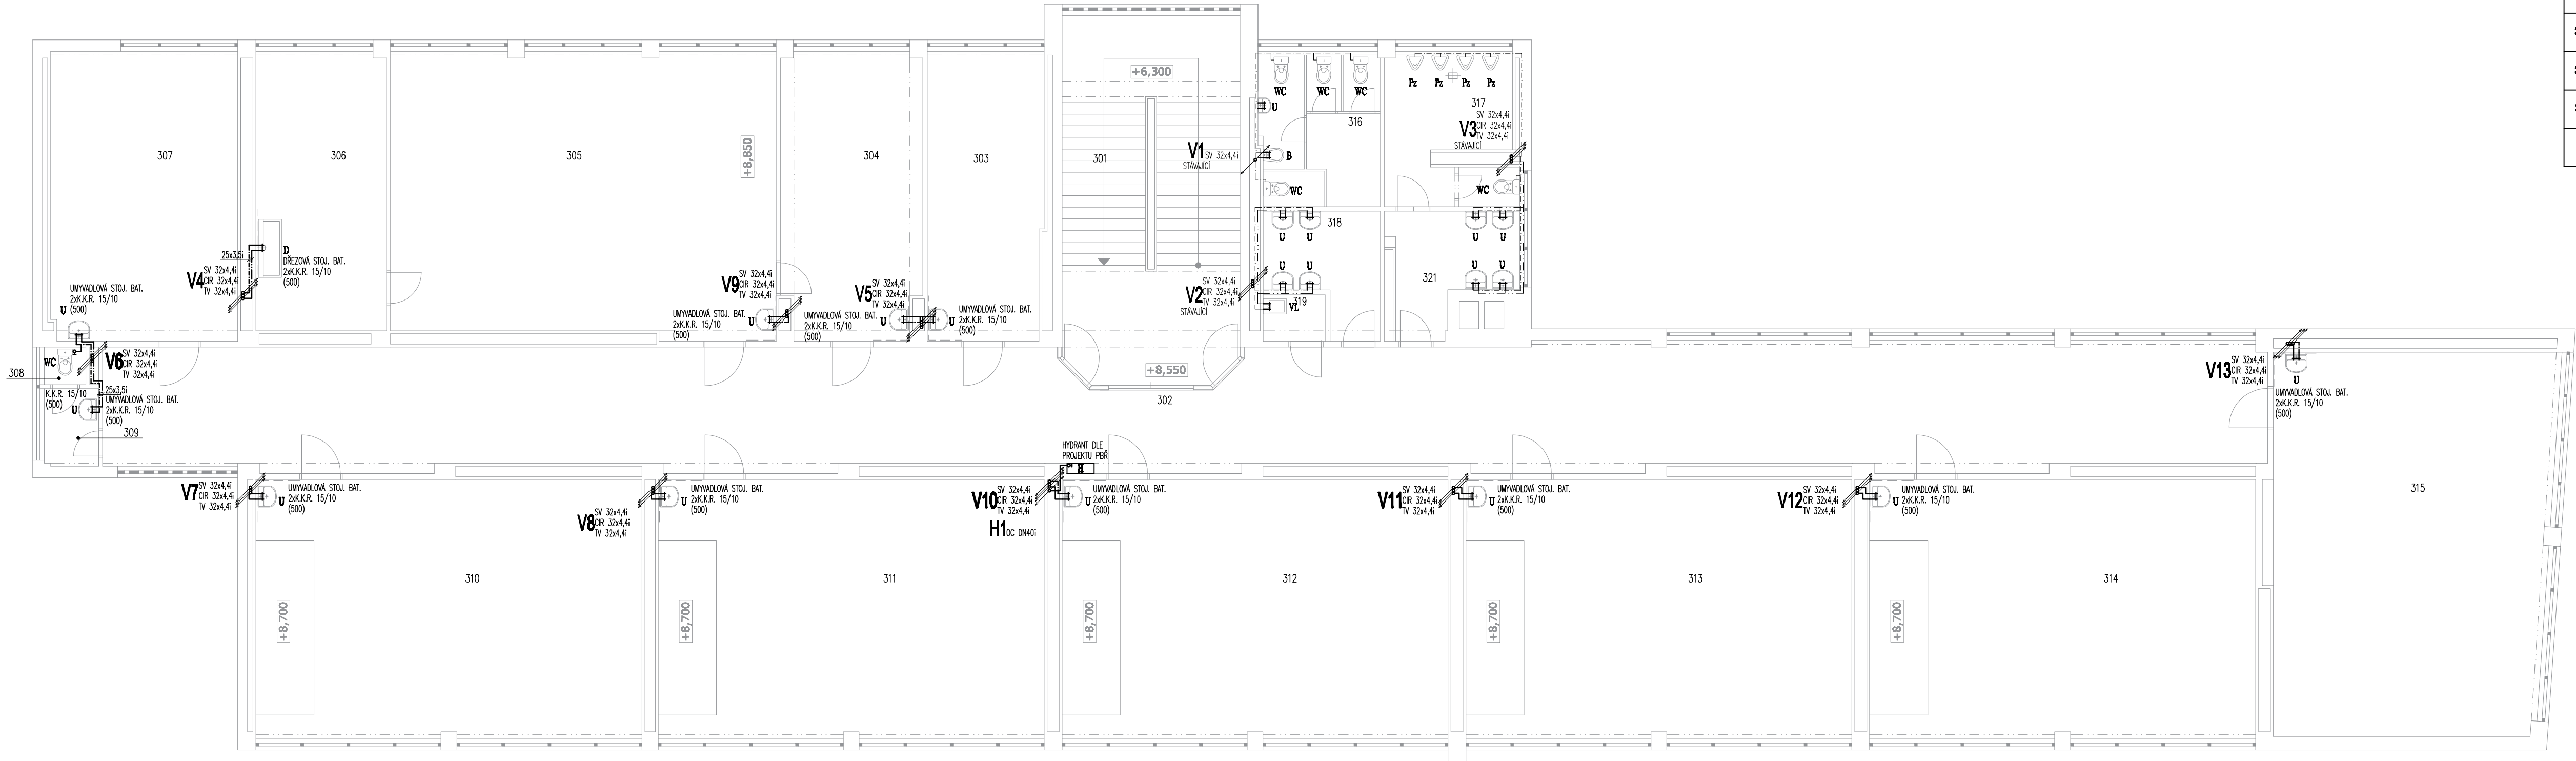 +6,300
WC
WC
WC
Pz
Pz
Pz
Pz
U
317
SV 32x4,4i
V3 CIR 32x4,4i
TV 32x4,4i
STÁVAJÍCÍ
316
307
306
305
+8,850
304
303
301
V1 SV 32x4,4i
STÁVAJÍCÍ
B
WC
WC
318
U
U
U
U
321
U
U
U
U
25x3,5i
D
DŘEZOVÁ STOJ. BAT.
2xK.K.R. 15/10
(500)
V4
SV 32x4,4i
CIR 32x4,4i
TV 32x4,4i
V9
SV 32x4,4i
CIR 32x4,4i
TV 32x4,4i
V5
SV 32x4,4i
CIR 32x4,4i
TV 32x4,4i
V2
SV 32x4,4i
CIR 32x4,4i
TV 32x4,4i
STÁVAJÍCÍ
319
VL
UMYVADLOVÁ STOJ. BAT.
2xK.K.R. 15/10
U (500)
UMYVADLOVÁ STOJ. BAT.
2xK.K.R. 15/10
(500)
U
UMYVADLOVÁ STOJ. BAT.
2xK.K.R. 15/10
(500)
U
U
UMYVADLOVÁ STOJ. BAT.
2xK.K.R. 15/10
(500)
WC
V6
SV 32x4,4i
CIR 32x4,4i
TV 32x4,4i
308
K.K.R. 15/10
(500)
25x3,5i
UMYVADLOVÁ STOJ. BAT.
2xK.K.R. 15/10
(500)
U
309
+8,550
302
V13
SV 32x4,4i
CIR 32x4,4i
TV 32x4,4i
U
UMYVADLOVÁ STOJ. BAT.
2xK.K.R. 15/10
(500)
HYDRANT DLE
PROJEKTU PBŘ
H
V7
SV 32x4,4i
CIR 32x4,4i
TV 32x4,4i
U
UMYVADLOVÁ STOJ. BAT.
2xK.K.R. 15/10
(500)
V8
SV 32x4,4i
CIR 32x4,4i
TV 32x4,4i
U
UMYVADLOVÁ STOJ. BAT.
2xK.K.R. 15/10
(500)
V10
SV 32x4,4i
CIR 32x4,4i
TV 32x4,4i
H1 OC DN40i
U
UMYVADLOVÁ STOJ. BAT.
2xK.K.R. 15/10
(500)
V11
SV 32x4,4i
CIR 32x4,4i
TV 32x4,4i
U
UMYVADLOVÁ STOJ. BAT.
2xK.K.R. 15/10
(500)
V12
SV 32x4,4i
CIR 32x4,4i
TV 32x4,4i
U
UMYVADLOVÁ STOJ. BAT.
2xK.K.R. 15/10
(500)
315
310
311
312
313
314
+8,700
+8,700
+8,700
+8,700
+8,700